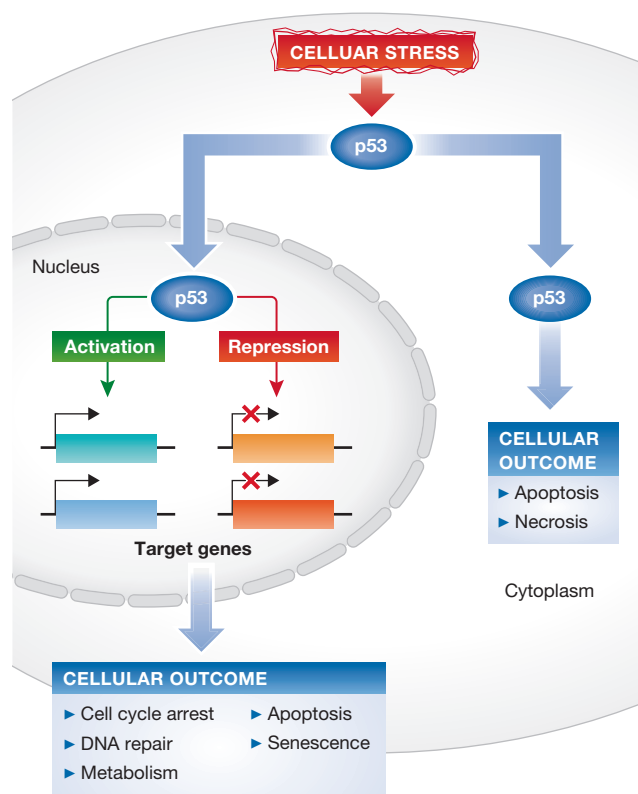 CELLUAR STRESS
p53
Nucleus
p53
p53
Activation
Repression
CELLULAR
OUTCOME
Apoptosis
Necrosis
Target genes
Cytoplasm
CELLULAR OUTCOME
Cell cycle arrest
DNA repair
Metabolism
Apoptosis
Senescence